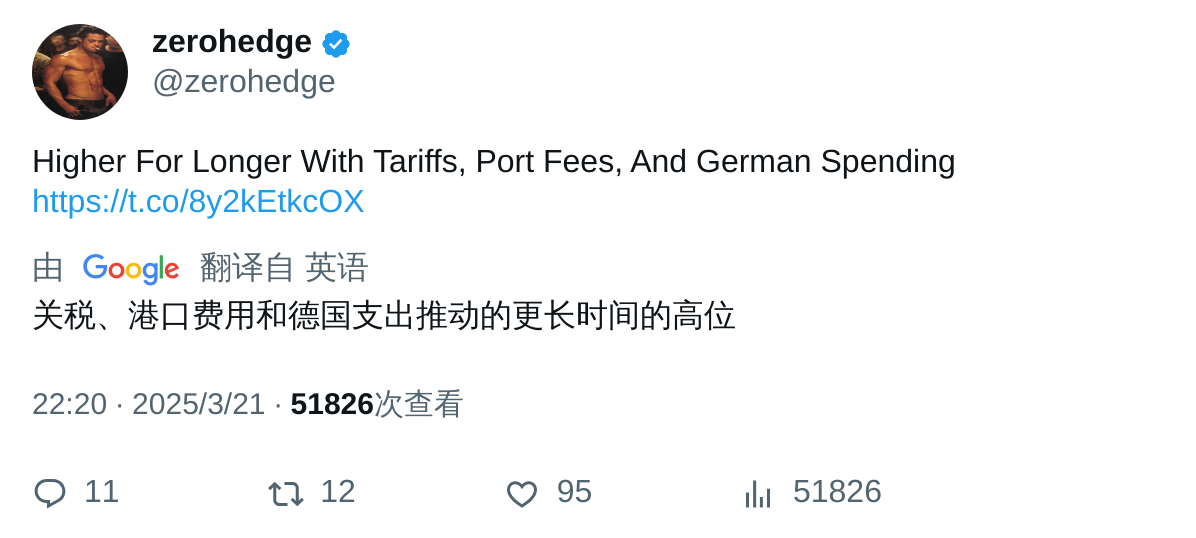 zerohedge
@zerohedge
Higher For Longer With Tariffs, Port Fees, And German Spending
https://t.co/8y2kEtkcOX
由 Google 翻译自 英语
关税、港口费用和德国支出推动的更长时间的高位
22:20 · 2025/3/21 · 51826次查看
11 12 95 51826